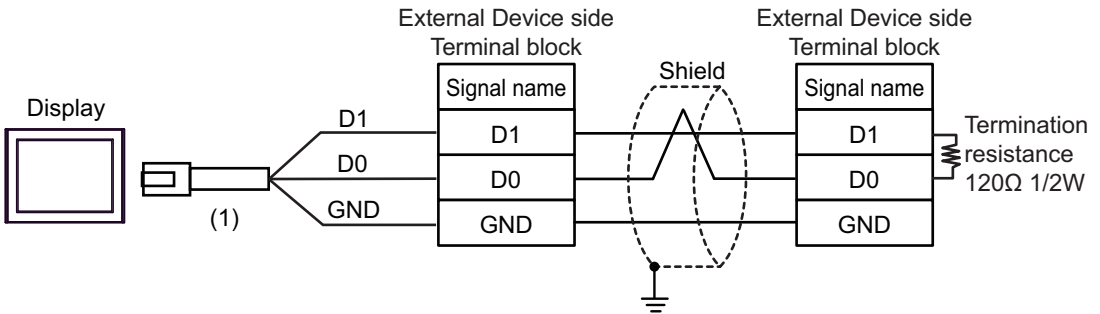 External Device side
Terminal block
External Device side
Terminal block
Shield
Display
Signal name
Signal name
D1
D1
D1
Termination
resistance
120Ω 1/2W
D0
D0
D0
(1)
GND
GND
GND